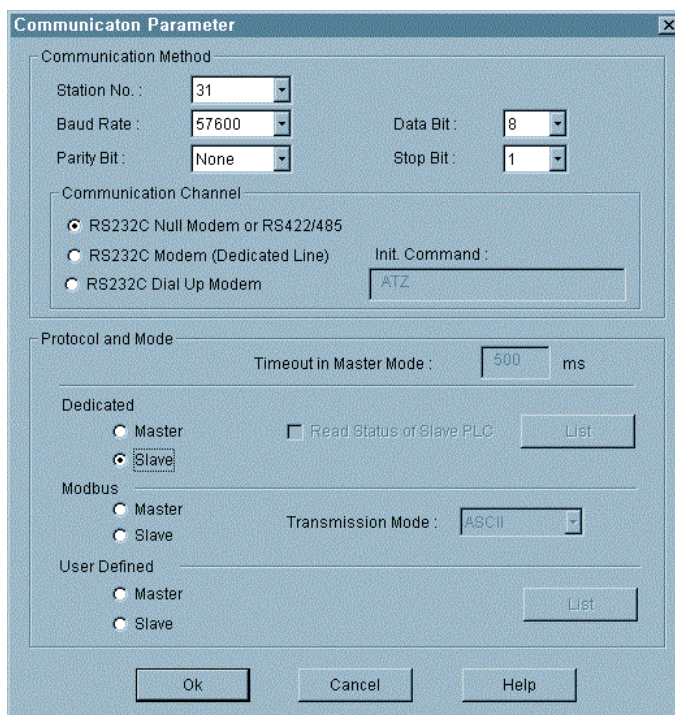 Communicaton Parameter
Communication Method
Station No. : 31
Baud Rate : 57600 Data Bit : 8
Parity Bit : None Stop Bit : 1
Communication Channel
RS232C Null Modem or RS422/485
RS232C Modem (Dedicated Line) Init. Command :
RS232C Dial Up Modem ATZ
Protocol and Mode
Timeout in Master Mode : 500 ms
Dedicated
Master Read Status of Slave PLC List
Slave
Modbus
Master
Slave Transmission Mode : ASCII
User Defined
Master
Slave List
Ok Cancel Help